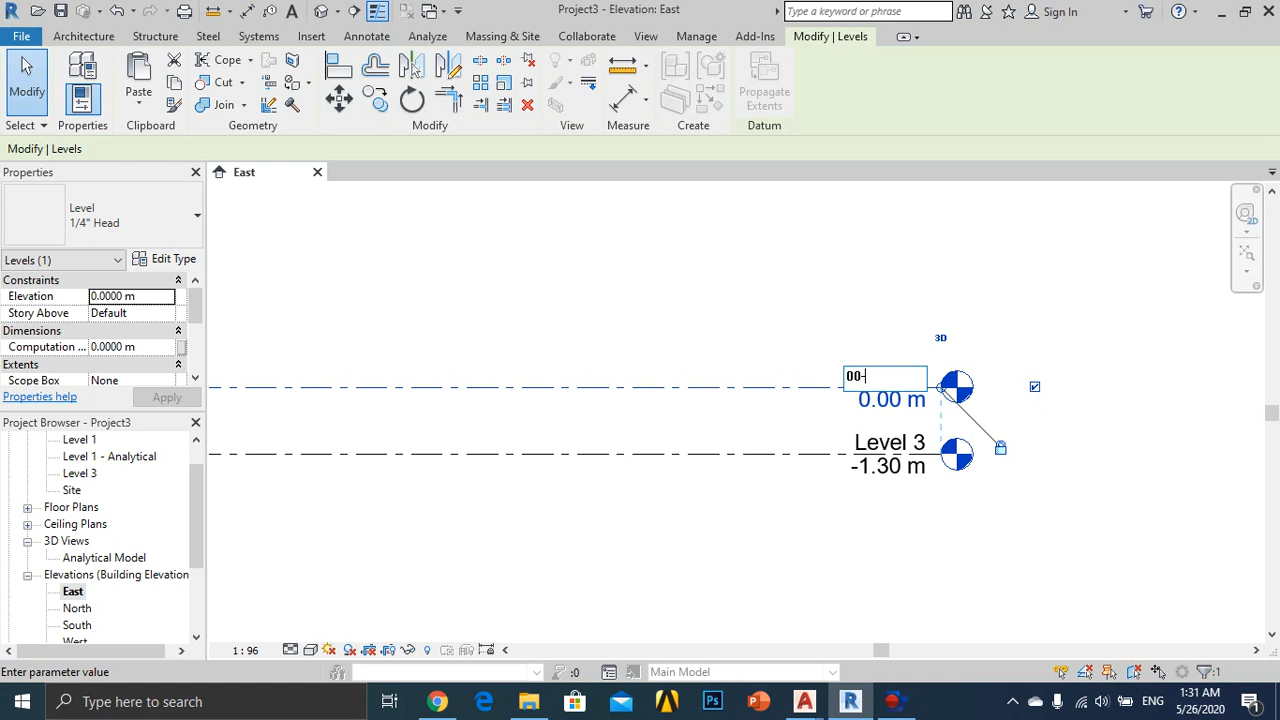 Project3 - Elevation: East
Type a keyword or phrase
Sign In
File
Architecture
Structure
Steel
Systems
Insert
Annotate
Analyze
Massing & Site
Collaborate
View
Manage
Add-Ins
Modify | Levels
Modify
Paste
Cope
Cut
Join
Propagate
Extents
Select
Properties
Clipboard
Geometry
Modify
View
Measure
Create
Datum
Modify | Levels
Properties
East
Level
1/4" Head
Levels (1)
Edit Type
Constraints
Elevation 0.0000 m
Story Above Default
Dimensions
Computation ... 0.0000 m
Extents
Scope Box None
Properties help
Apply
Project Browser - Project3
Level 1
Level 1 - Analytical
Level 3
Site
Floor Plans
Ceiling Plans
3D Views
Analytical Model
Elevations (Building Elevation
East
North
South
West
3D
00-
0.00 m
Level 3
-1.30 m
2D
1 : 96
Enter parameter value
:0
Main Model
:1
Type here to search
Ps
A
R
ENG
1:31 AM
5/26/2020